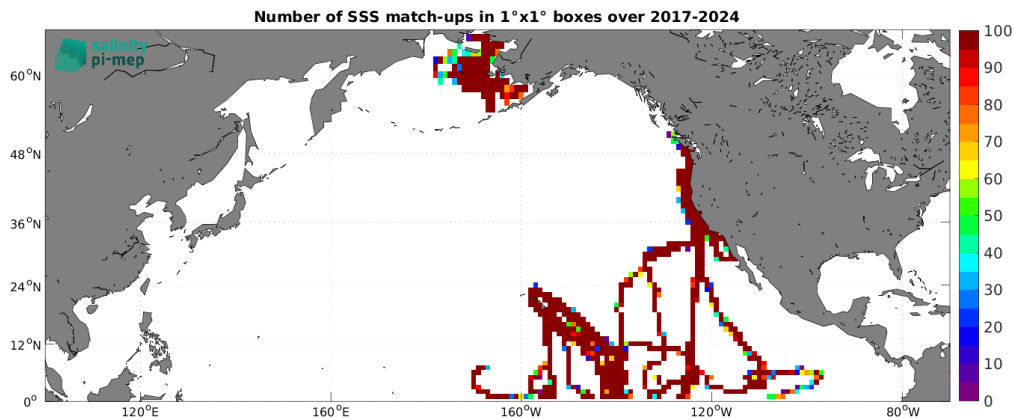 Number of SSS match-ups in 1°x1° boxes over 2017-2024
salinity
pi-mep
60°N
48°N
36°N
24°N
12°N
0°
120°E
160°E
160°W
120°W
80°W
100
90
80
70
60
50
40
30
20
10
0